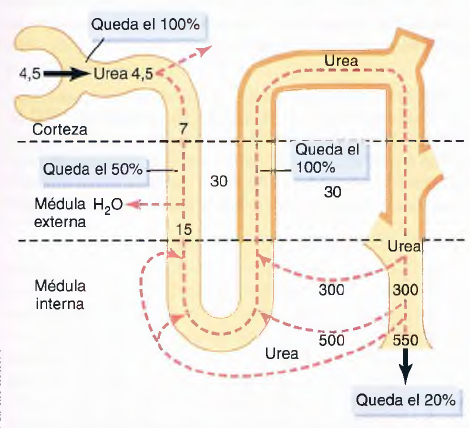 Queda el 100%
Urea
4,5
Urea 4,5
Corteza
7
Queda el 50%
Queda el
100%
30
30
Médula H₂O
externa
15
Urea
Médula
interna
300
300
500
550
Urea
Queda el 20%